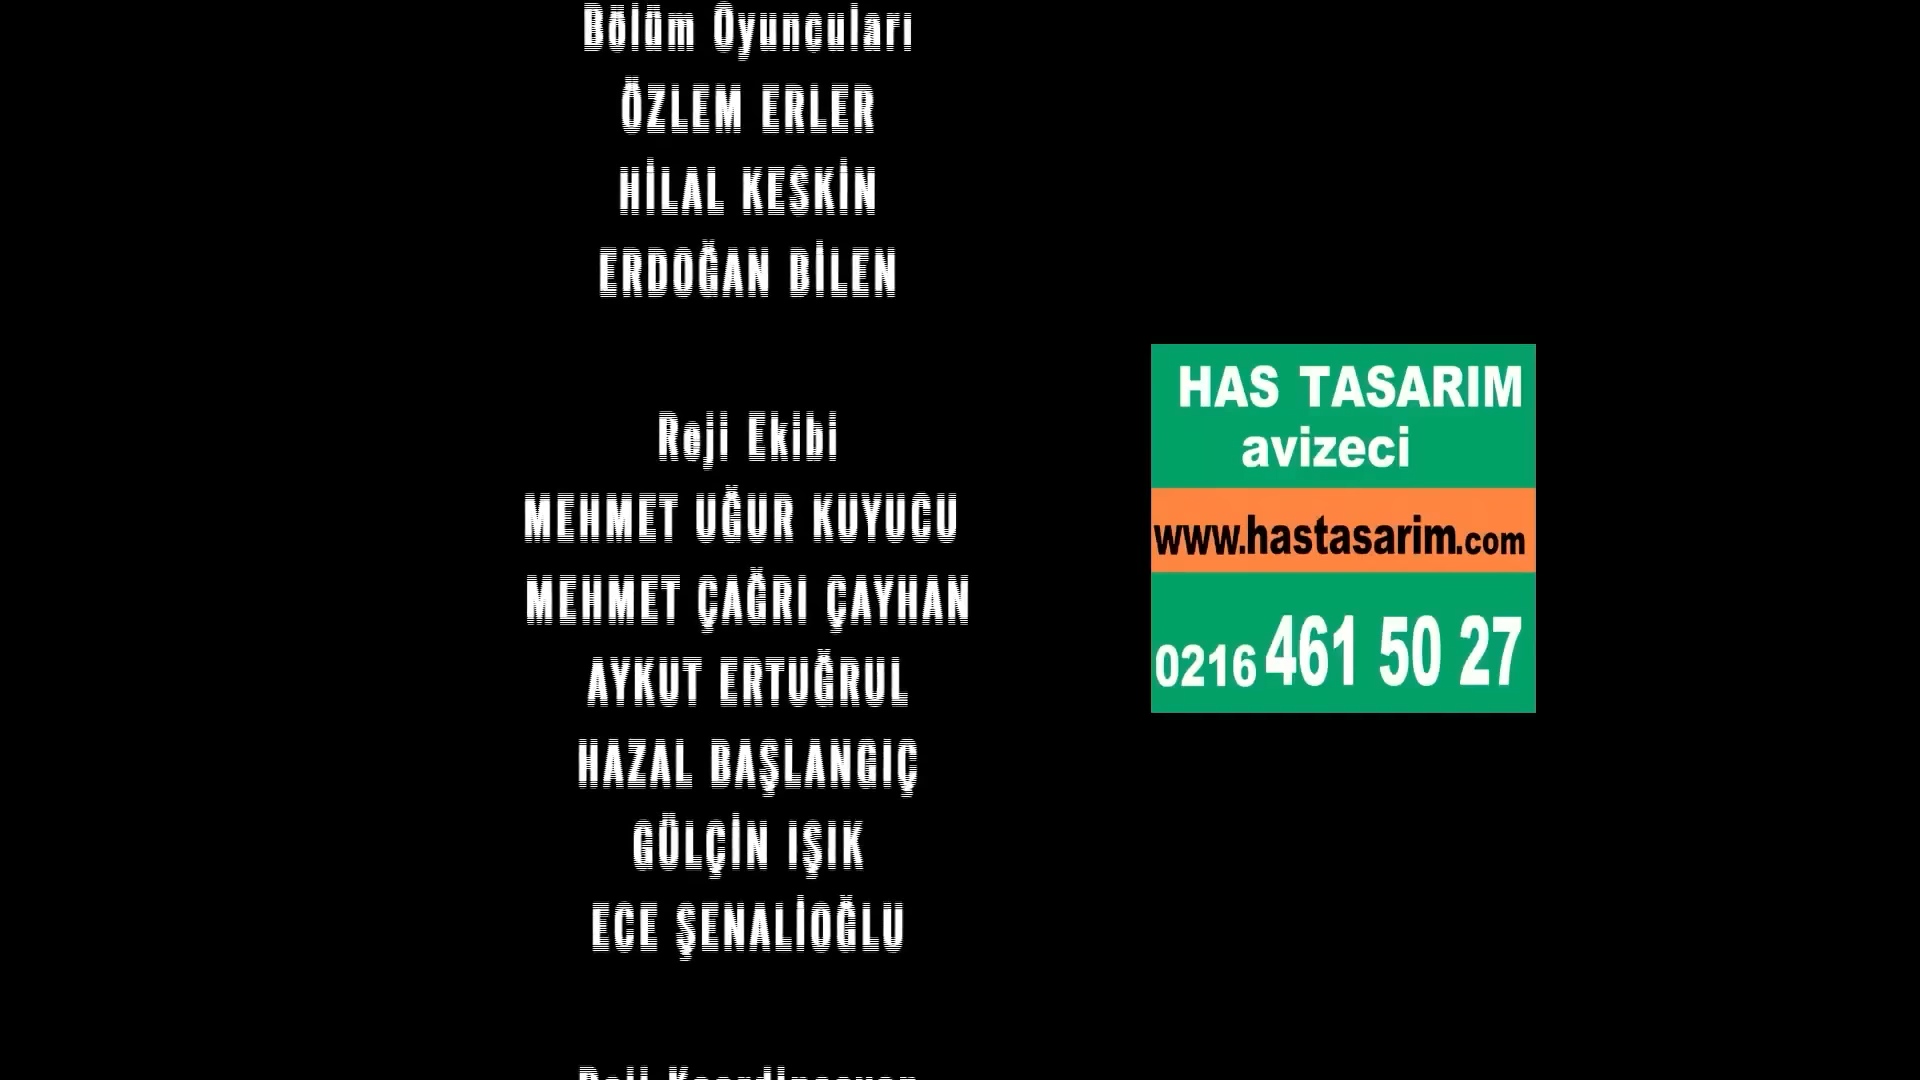 Bölüm Oyuncuları
ÖZLEM ERLER
HİLAL KESKİN
ERDOĞAN BİLEN
Reji Ekibi
MEHMET UĞUR KUYUCU
MEHMET ÇAĞRI ÇAYHAN
AYKUT ERTUĞRUL
HAZAL BAŞLANGIÇ
GÜLÇİN IŞIK
ECE ŞENALİOĞLU
HAS TASARIM
avizeci
www.hastasarim.com
0216 461 50 27